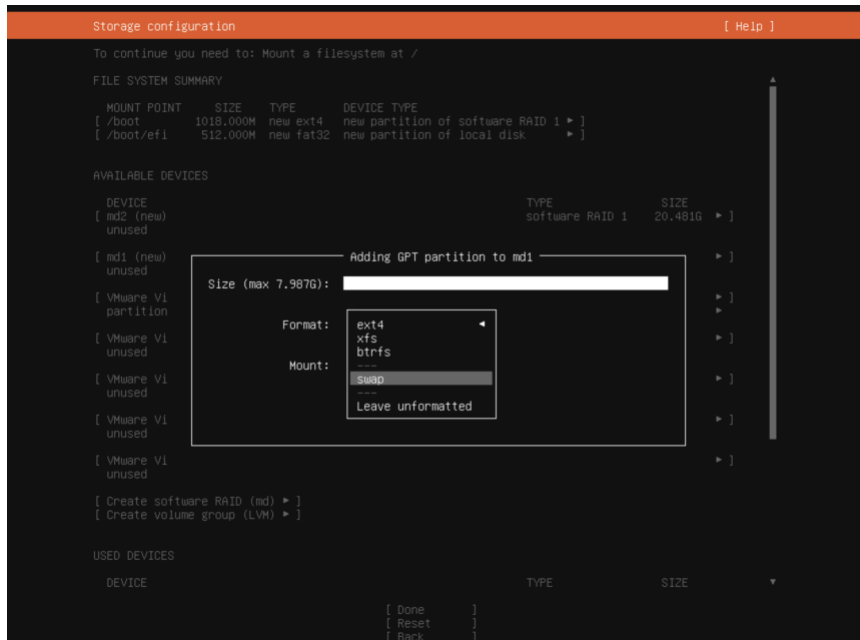 Storage configuration [ Help ]
To continue you need to: Mount a filesystem at /
FILE SYSTEM SUMMARY
MOUNT POINT SIZE TYPE DEVICE TYPE
[ /boot 1018.000M new ext4 new partition of software RAID 1 ▸ ]
[ /boot/efi 512.000M new fat32 new partition of local disk ▸ ]
AVAILABLE DEVICES
DEVICE TYPE SIZE
[ md2 (new) software RAID 1 20.481G ▸ ]
unused
[ md1 (new) ▸ ]
unused
Adding GPT partition to md1
Size (max 7.987G):
Format: ext4 ◂
xfs
btrfs
Mount: ---
swap
---
Leave unformatted
[ VMware Vi ▸ ]
partition ▸
[ VMware Vi ▸ ]
unused
[ VMware Vi ▸ ]
unused
[ VMware Vi ▸ ]
unused
[ VMware Vi ▸ ]
unused
[ Create software RAID (md) ▸ ]
[ Create volume group (LVM) ▸ ]
USED DEVICES
DEVICE TYPE SIZE
[ Done ]
[ Reset ]
[ Back ]